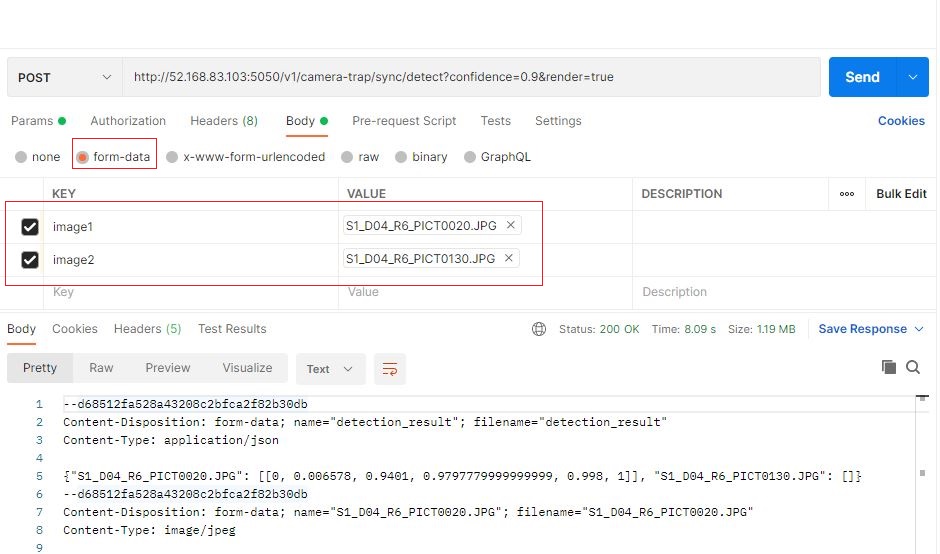 POST http://52.168.83.103:5050/v1/camera-trap/sync/detect?confidence=0.9&render=true Send
Params Authorization Headers (8) Body Pre-request Script Tests Settings Cookies
none form-data x-www-form-urlencoded raw binary GraphQL
KEY VALUE DESCRIPTION ooo Bulk Edit
image1 S1_D04_R6_PICT0020.JPG ×
image2 S1_D04_R6_PICT0130.JPG ×
Key Value Description
Body Cookies Headers (5) Test Results Status: 200 OK Time: 8.09 s Size: 1.19 MB Save Response
Pretty Raw Preview Visualize Text
1 --d68512fa528a43208c2bfca2f82b30db
2 Content-Disposition: form-data; name="detection_result"; filename="detection_result"
3 Content-Type: application/json
4
5 {"S1_D04_R6_PICT0020.JPG": [[0, 0.006578, 0.9401, 0.9797779999999999, 0.998, 1]], "S1_D04_R6_PICT0130.JPG": []}
6 --d68512fa528a43208c2bfca2f82b30db
7 Content-Disposition: form-data; name="S1_D04_R6_PICT0020.JPG"; filename="S1_D04_R6_PICT0020.JPG"
8 Content-Type: image/jpeg
9